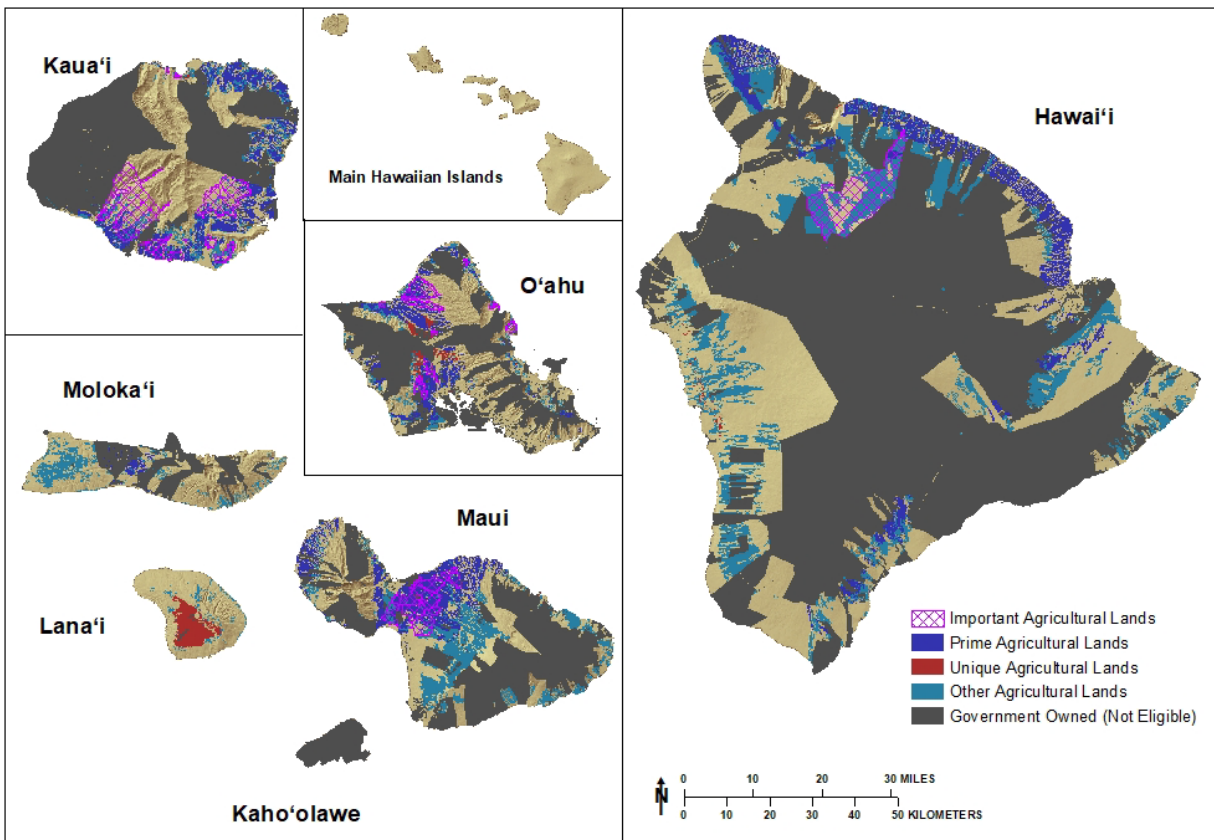 Kaua‘i
Main Hawaiian Islands
Hawai‘i
O‘ahu
Moloka‘i
Maui
Lana‘i
Kaho‘olawe
Important Agricultural Lands
Prime Agricultural Lands
Unique Agricultural Lands
Other Agricultural Lands
Government Owned (Not Eligible)
N
0 10 20 30 MILES
0 10 20 30 40 50 KILOMETERS